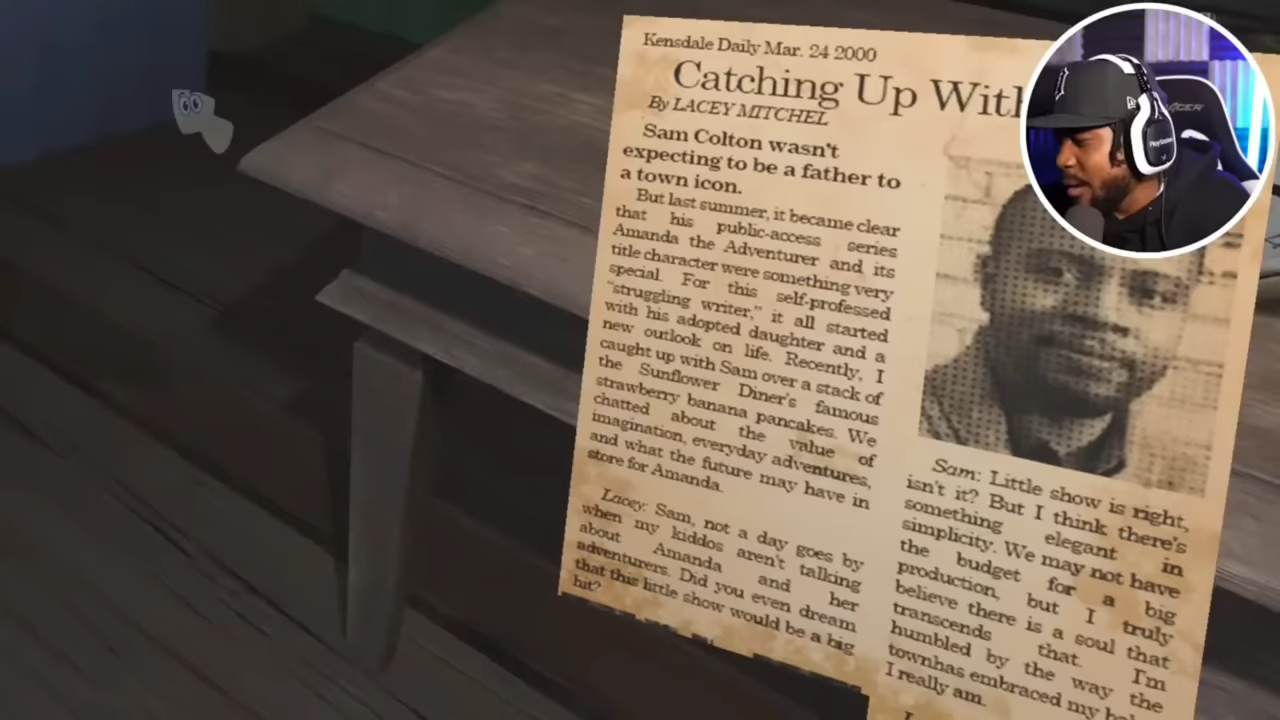 Kensdale Daily Mar. 24 2000
Catching Up With
By LACEY MITCHEL
Sam Colton wasn't
expecting to be a father to
a town icon.
But last summer, it became clear
that his public-access series
Amanda the Adventurer and its
title character were something very
special. For this self-professed
"struggling writer," it all started
with his adopted daughter and a
new outlook on life. Recently, I
caught up with Sam over a stack of
the Sunflower Diner's famous
strawberry banana pancakes. We
chatted about the value of
imagination, everyday adventures,
and what the future may have in
store for Amanda.
Lacey: Sam, not a day goes by
when my kiddos aren't talking
about Amanda and her
adventurers. Did you even dream
that this little show would be a big
hit?
Sam: Little show is right,
isn't it? But I think there's
something elegant in
simplicity. We may not have
the budget for a big
production, but I truly
believe there is a soul that
transcends that. I'm
humbled by the way the
townhas embraced my
I really am.
PlayStation